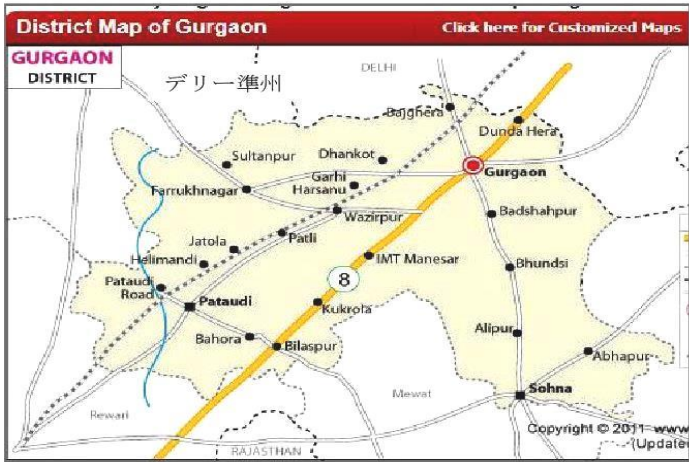 District Map of Gurgaon
Click here for Customized Maps
GURGAON
DISTRICT
DELHI
デリー準州
Bajghera
Dunda Hera
Sultanpur
Dhankot
Gurgaon
Garhi
Harsanu
Farrukhnagar
Wazirpur
Badshahpur
Jatola
Patli
Helimandi
IMT Manesar
Bhundsi
8
Pataudi
Road
Pataudi
Kukrola
Bahora
Bilaspur
Alipur
Abhapur
Mewat
Sohna
Rewari
Copyright © 2011 www
(Update
RAJASTHAN